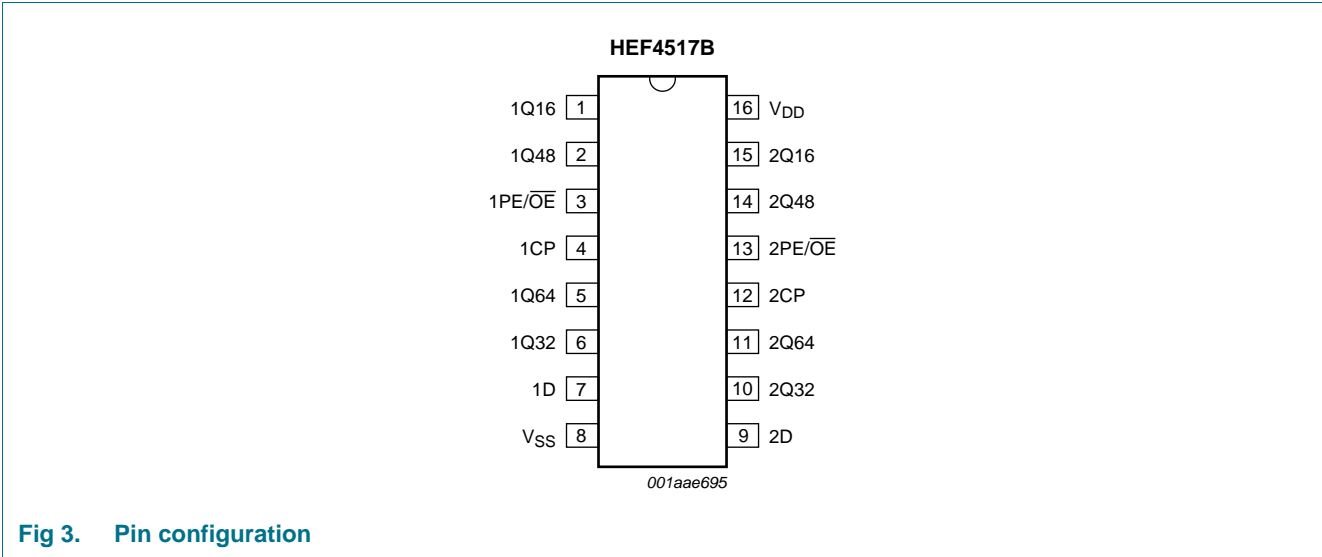 HEF4517B
1Q16 1 16 VDD
1Q48 2 15 2Q16
1PE/O̅E̅ 3 14 2Q48
1CP 4 13 2PE/O̅E̅
1Q64 5 12 2CP
1Q32 6 11 2Q64
1D 7 10 2Q32
VSS 8 9 2D
001aae695
Fig 3. Pin configuration